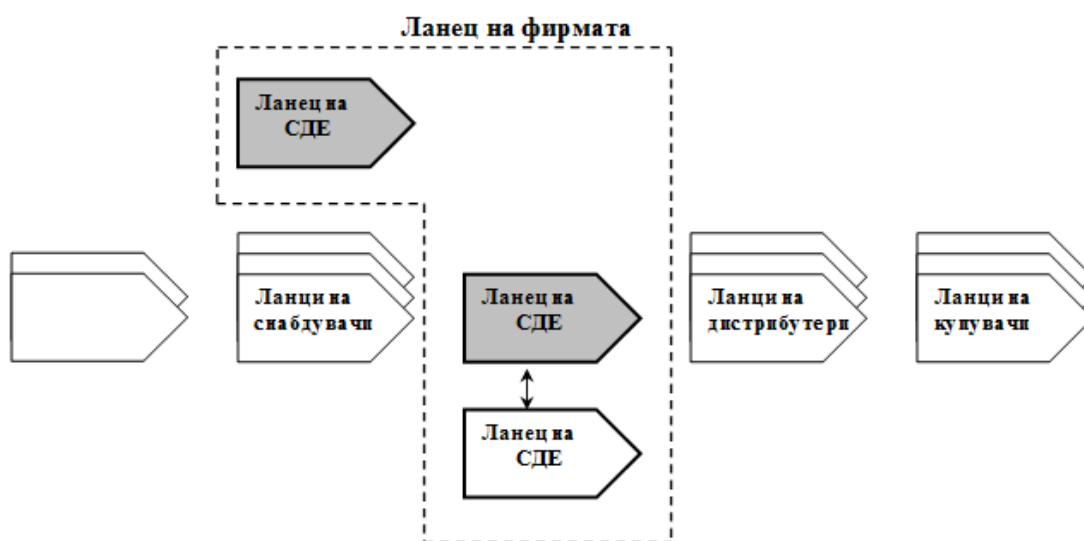 Ланец на фирмата
Ланец на
СДЕ
Ланци на
снабдувачи
Ланец на
СДЕ
Ланци на
дистрибутери
Ланци на
купувачи
Ланец на
СДЕ